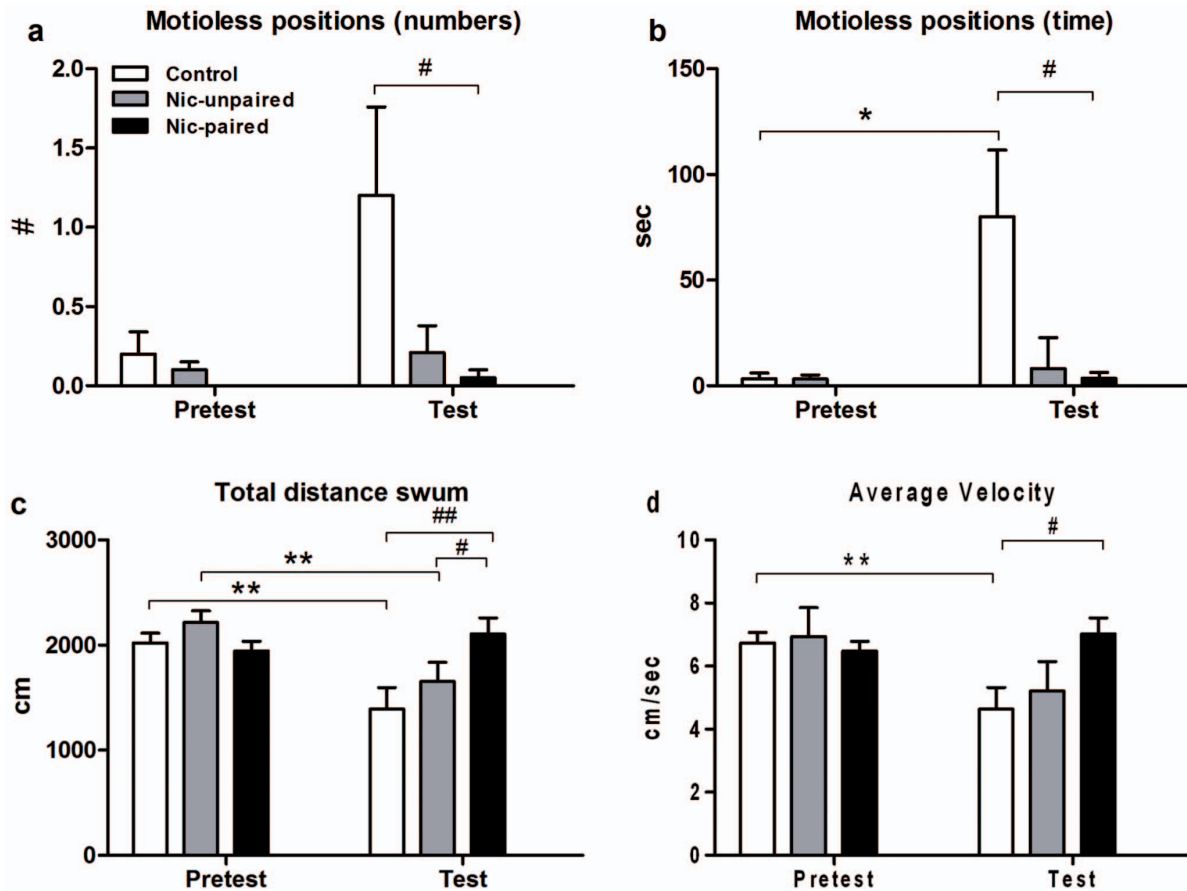 a
Motioless positions (numbers)
2.0
1.5
1.0
0.5
0.0
#
Control
Nic-unpaired
Nic-paired
#
Pretest
Test
b
Motioless positions (time)
150
100
50
0
sec
*
#
Pretest
Test
c
Total distance swum
3000
2000
1000
0
cm
**
**
##
#
Pretest
Test
d
Average Velocity
10
8
6
4
2
0
cm/sec
**
#
Pretest
Test